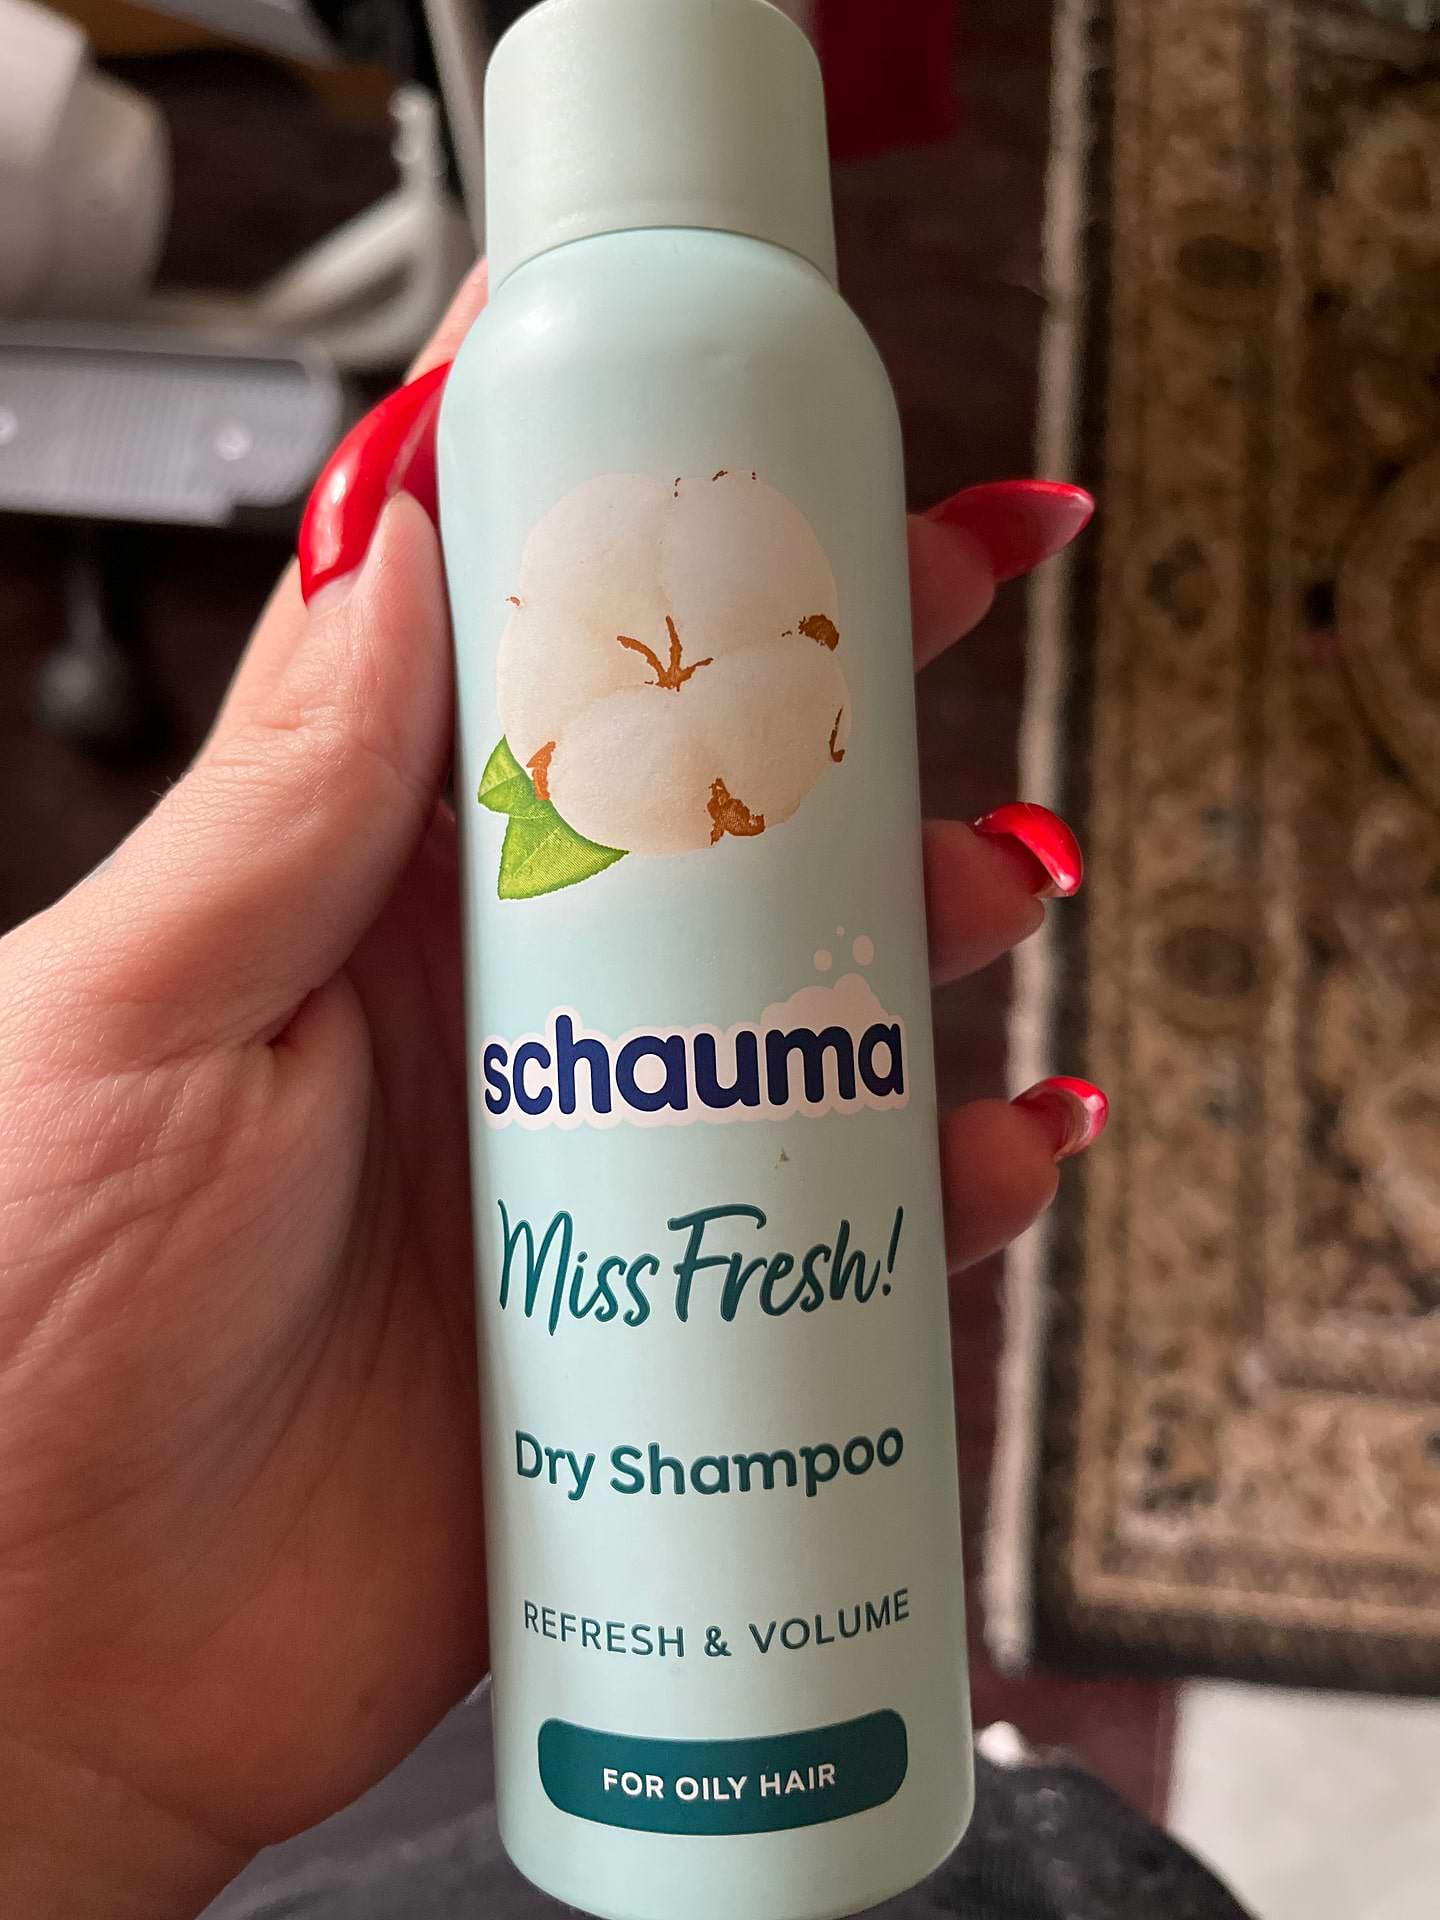 schauma
Miss Fresh!
Dry Shampoo
REFRESH & VOLUME
FOR OILY HAIR